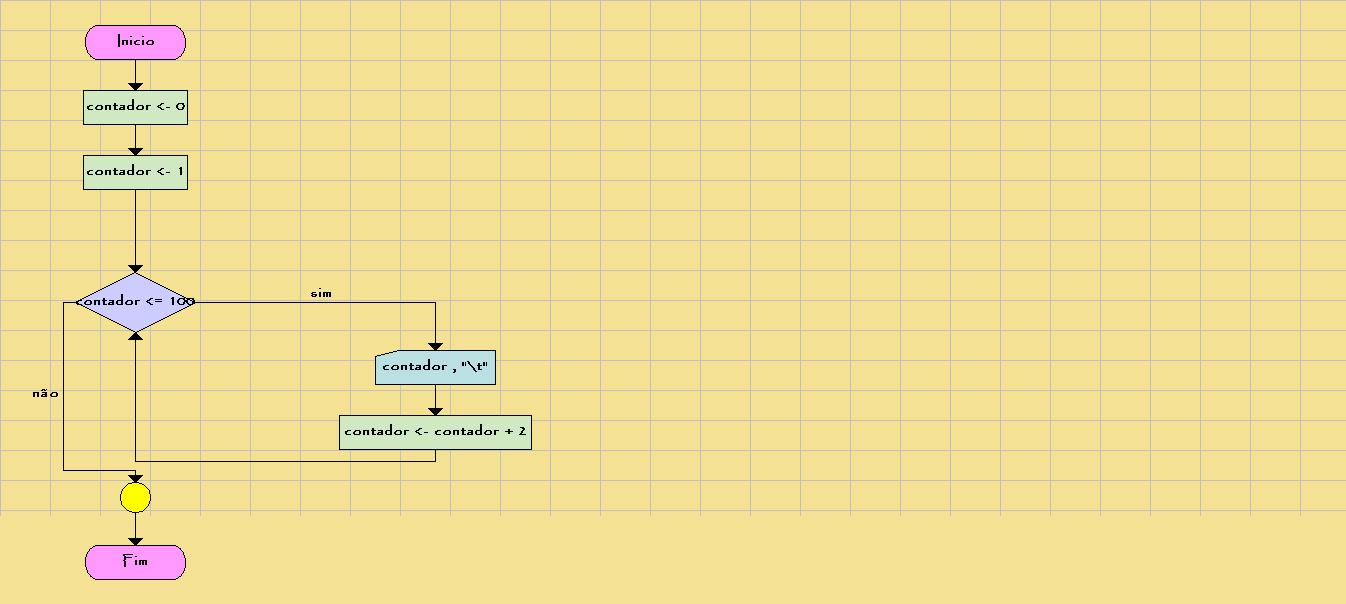 Inicio
contador <- 0
contador <- 1
contador <= 100
sim
contador , "\t"
não
contador <- contador + 2
Fim